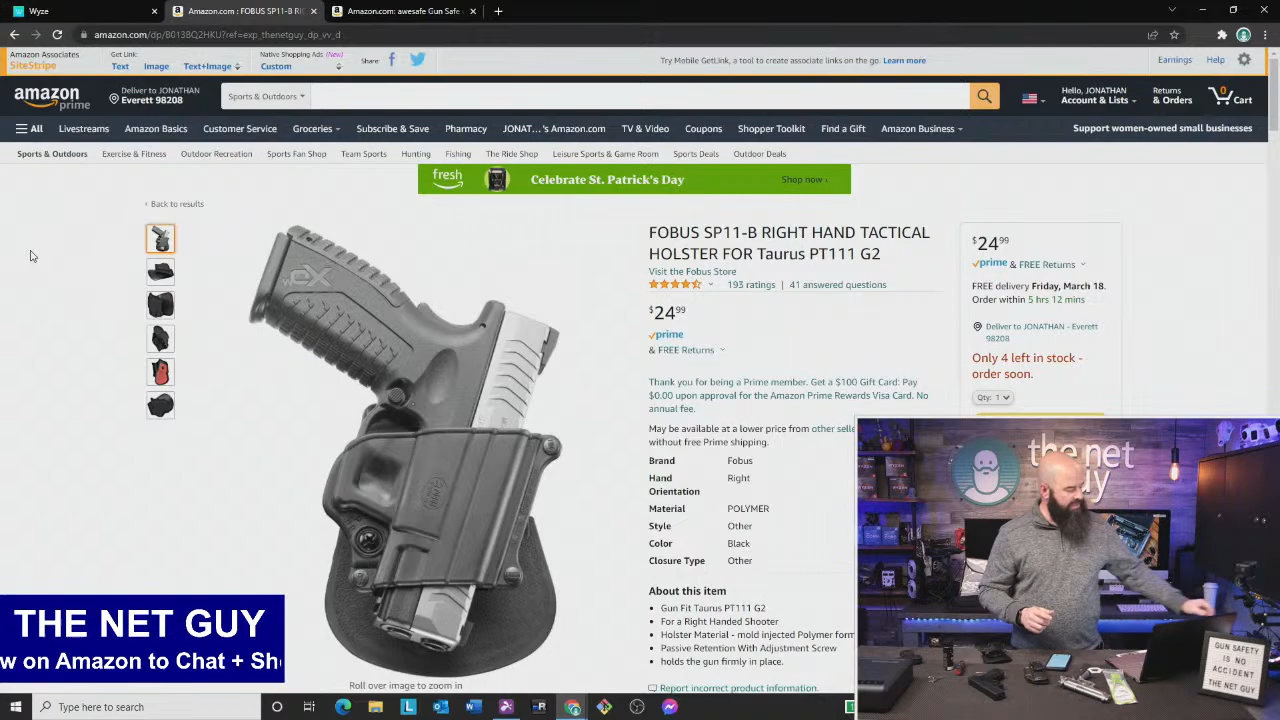 Wyze
Amazon.com : FOBUS SP11-B RIG
Amazon.com: awesafe Gun Safe
amazon.com/dp/B0138Q2HKU?ref=exp_thenetguy_dp_vv_d
Amazon Associates
SiteStripe
Get Link:
Text Image Text+Image
Native Shopping Ads (New)
Custom
Share:
Try Mobile GetLink, a tool to create associate links on the go. Learn more
Earnings Help
amazon
prime
Deliver to JONATHAN
Everett 98208
Sports & Outdoors
Hello, JONATHAN
Account & Lists
Returns
& Orders
0
Cart
All Livestreams Amazon Basics Customer Service Groceries Subscribe & Save Pharmacy JONAT...'s Amazon.com TV & Video Coupons Shopper Toolkit Find a Gift Amazon Business Support women-owned small businesses
Sports & Outdoors Exercise & Fitness Outdoor Recreation Sports Fan Shop Team Sports Hunting Fishing The Ride Shop Leisure Sports & Game Room Sports Deals Outdoor Deals
fresh Celebrate St. Patrick's Day Shop now ›
‹ Back to results
FOBUS SP11-B RIGHT HAND TACTICAL
HOLSTER FOR Taurus PT111 G2
Visit the Fobus Store
193 ratings | 41 answered questions
$24 99
prime
& FREE Returns
Thank you for being a Prime member. Get a $100 Gift Card: Pay
$0.00 upon approval for the Amazon Prime Rewards Visa Card. No
annual fee.
May be available at a lower price from other selle
without free Prime shipping.
Brand Fobus
Hand Right
Orientation
Material POLYMER
Style Other
Color Black
Closure Type Other
About this item
• Gun Fit Taurus PT111 G2
• For a Right Handed Shooter
• Holster Material - mold injected Polymer form
• Passive Retention With Adjustment Screw
• holds the gun firmly in place.
Report incorrect product information.
$24 99
prime & FREE Returns
FREE delivery Friday, March 18.
Order within 5 hrs 12 mins
Deliver to JONATHAN - Everett
98208
Only 4 left in stock -
order soon.
Qty: 1
Roll over image to zoom in
THE NET GUY
w on Amazon to Chat + Sh
the net
guy
GUN SAFETY
IS NO
ACCIDENT
THE NET GUY
Type here to search